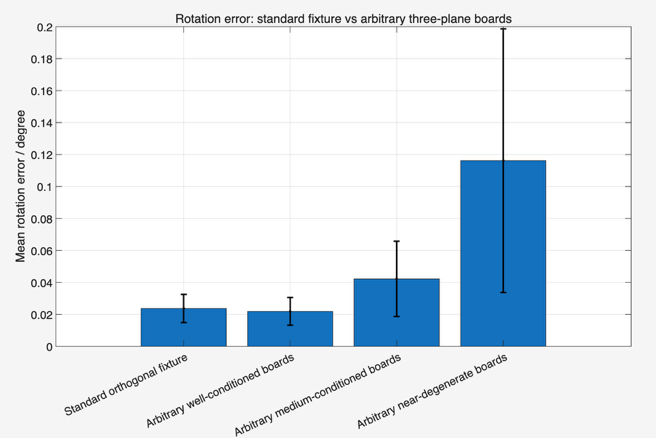 Rotation error: standard fixture vs arbitrary three-plane boards
Mean rotation error / degree
0.2
0.18
0.16
0.14
0.12
0.1
0.08
0.06
0.04
0.02
0
Standard orthogonal fixture
Arbitrary well-conditioned boards
Arbitrary medium-conditioned boards
Arbitrary near-degenerate boards